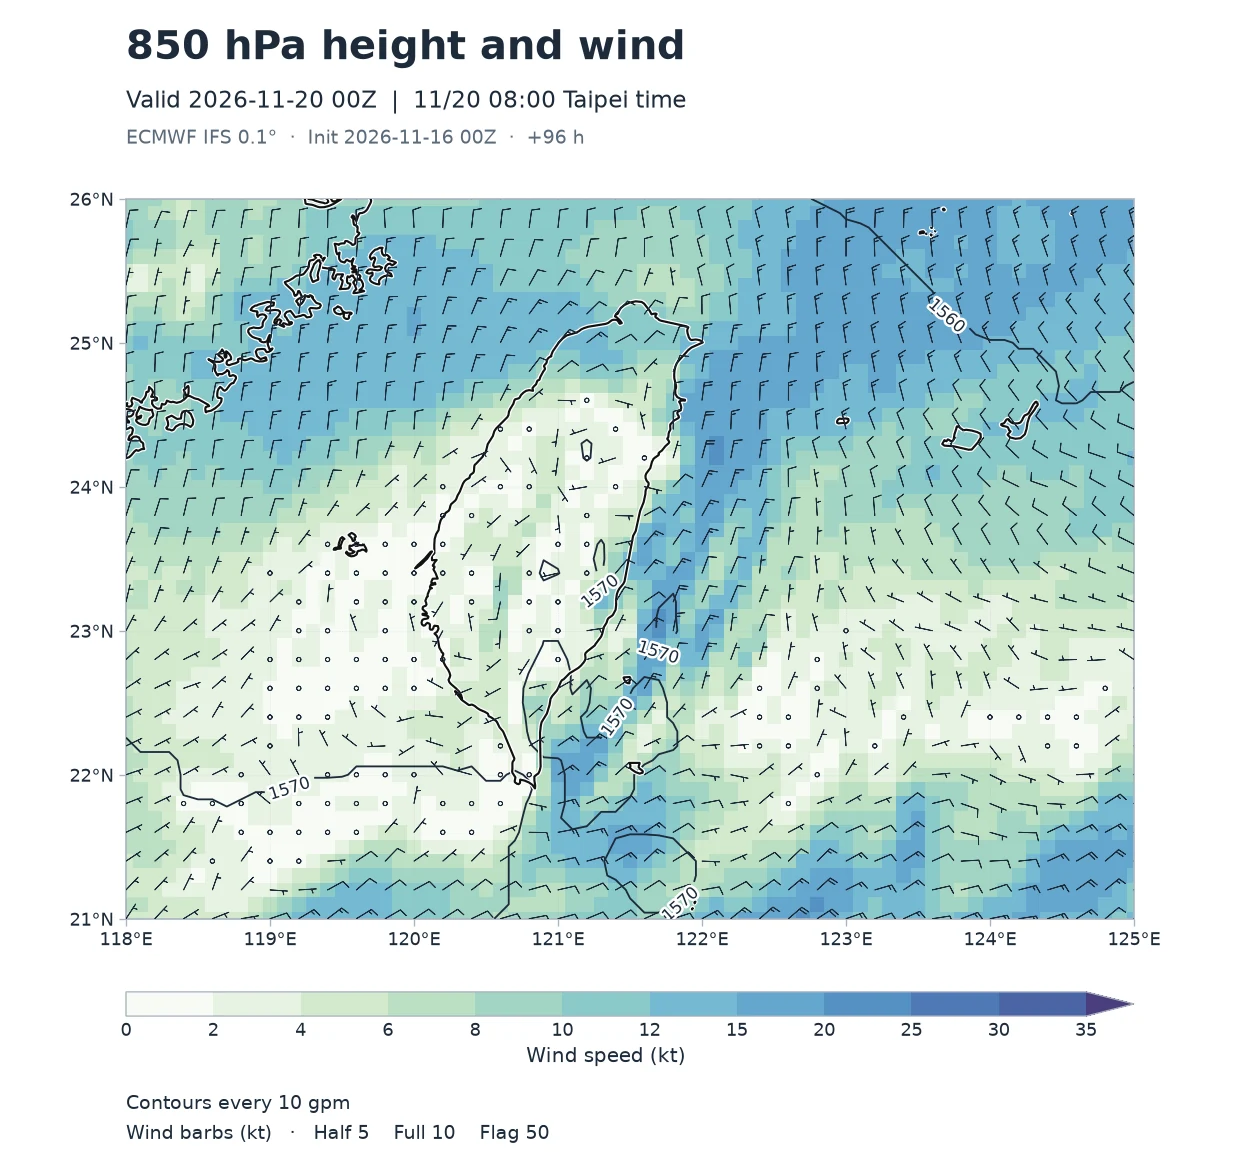 850 hPa height and wind
Valid 2026-11-20 00Z | 11/20 08:00 Taipei time
ECMWF IFS 0.1° · Init 2026-11-16 00Z · +96 h
26°N
25°N
24°N
23°N
22°N
21°N
1560
1570
1570
1570
1570
1570
118°E 119°E 120°E 121°E 122°E 123°E 124°E 125°E
0 2 4 6 8 10 12 15 20 25 30 35
Wind speed (kt)
Contours every 10 gpm
Wind barbs (kt) · Half 5 Full 10 Flag 50